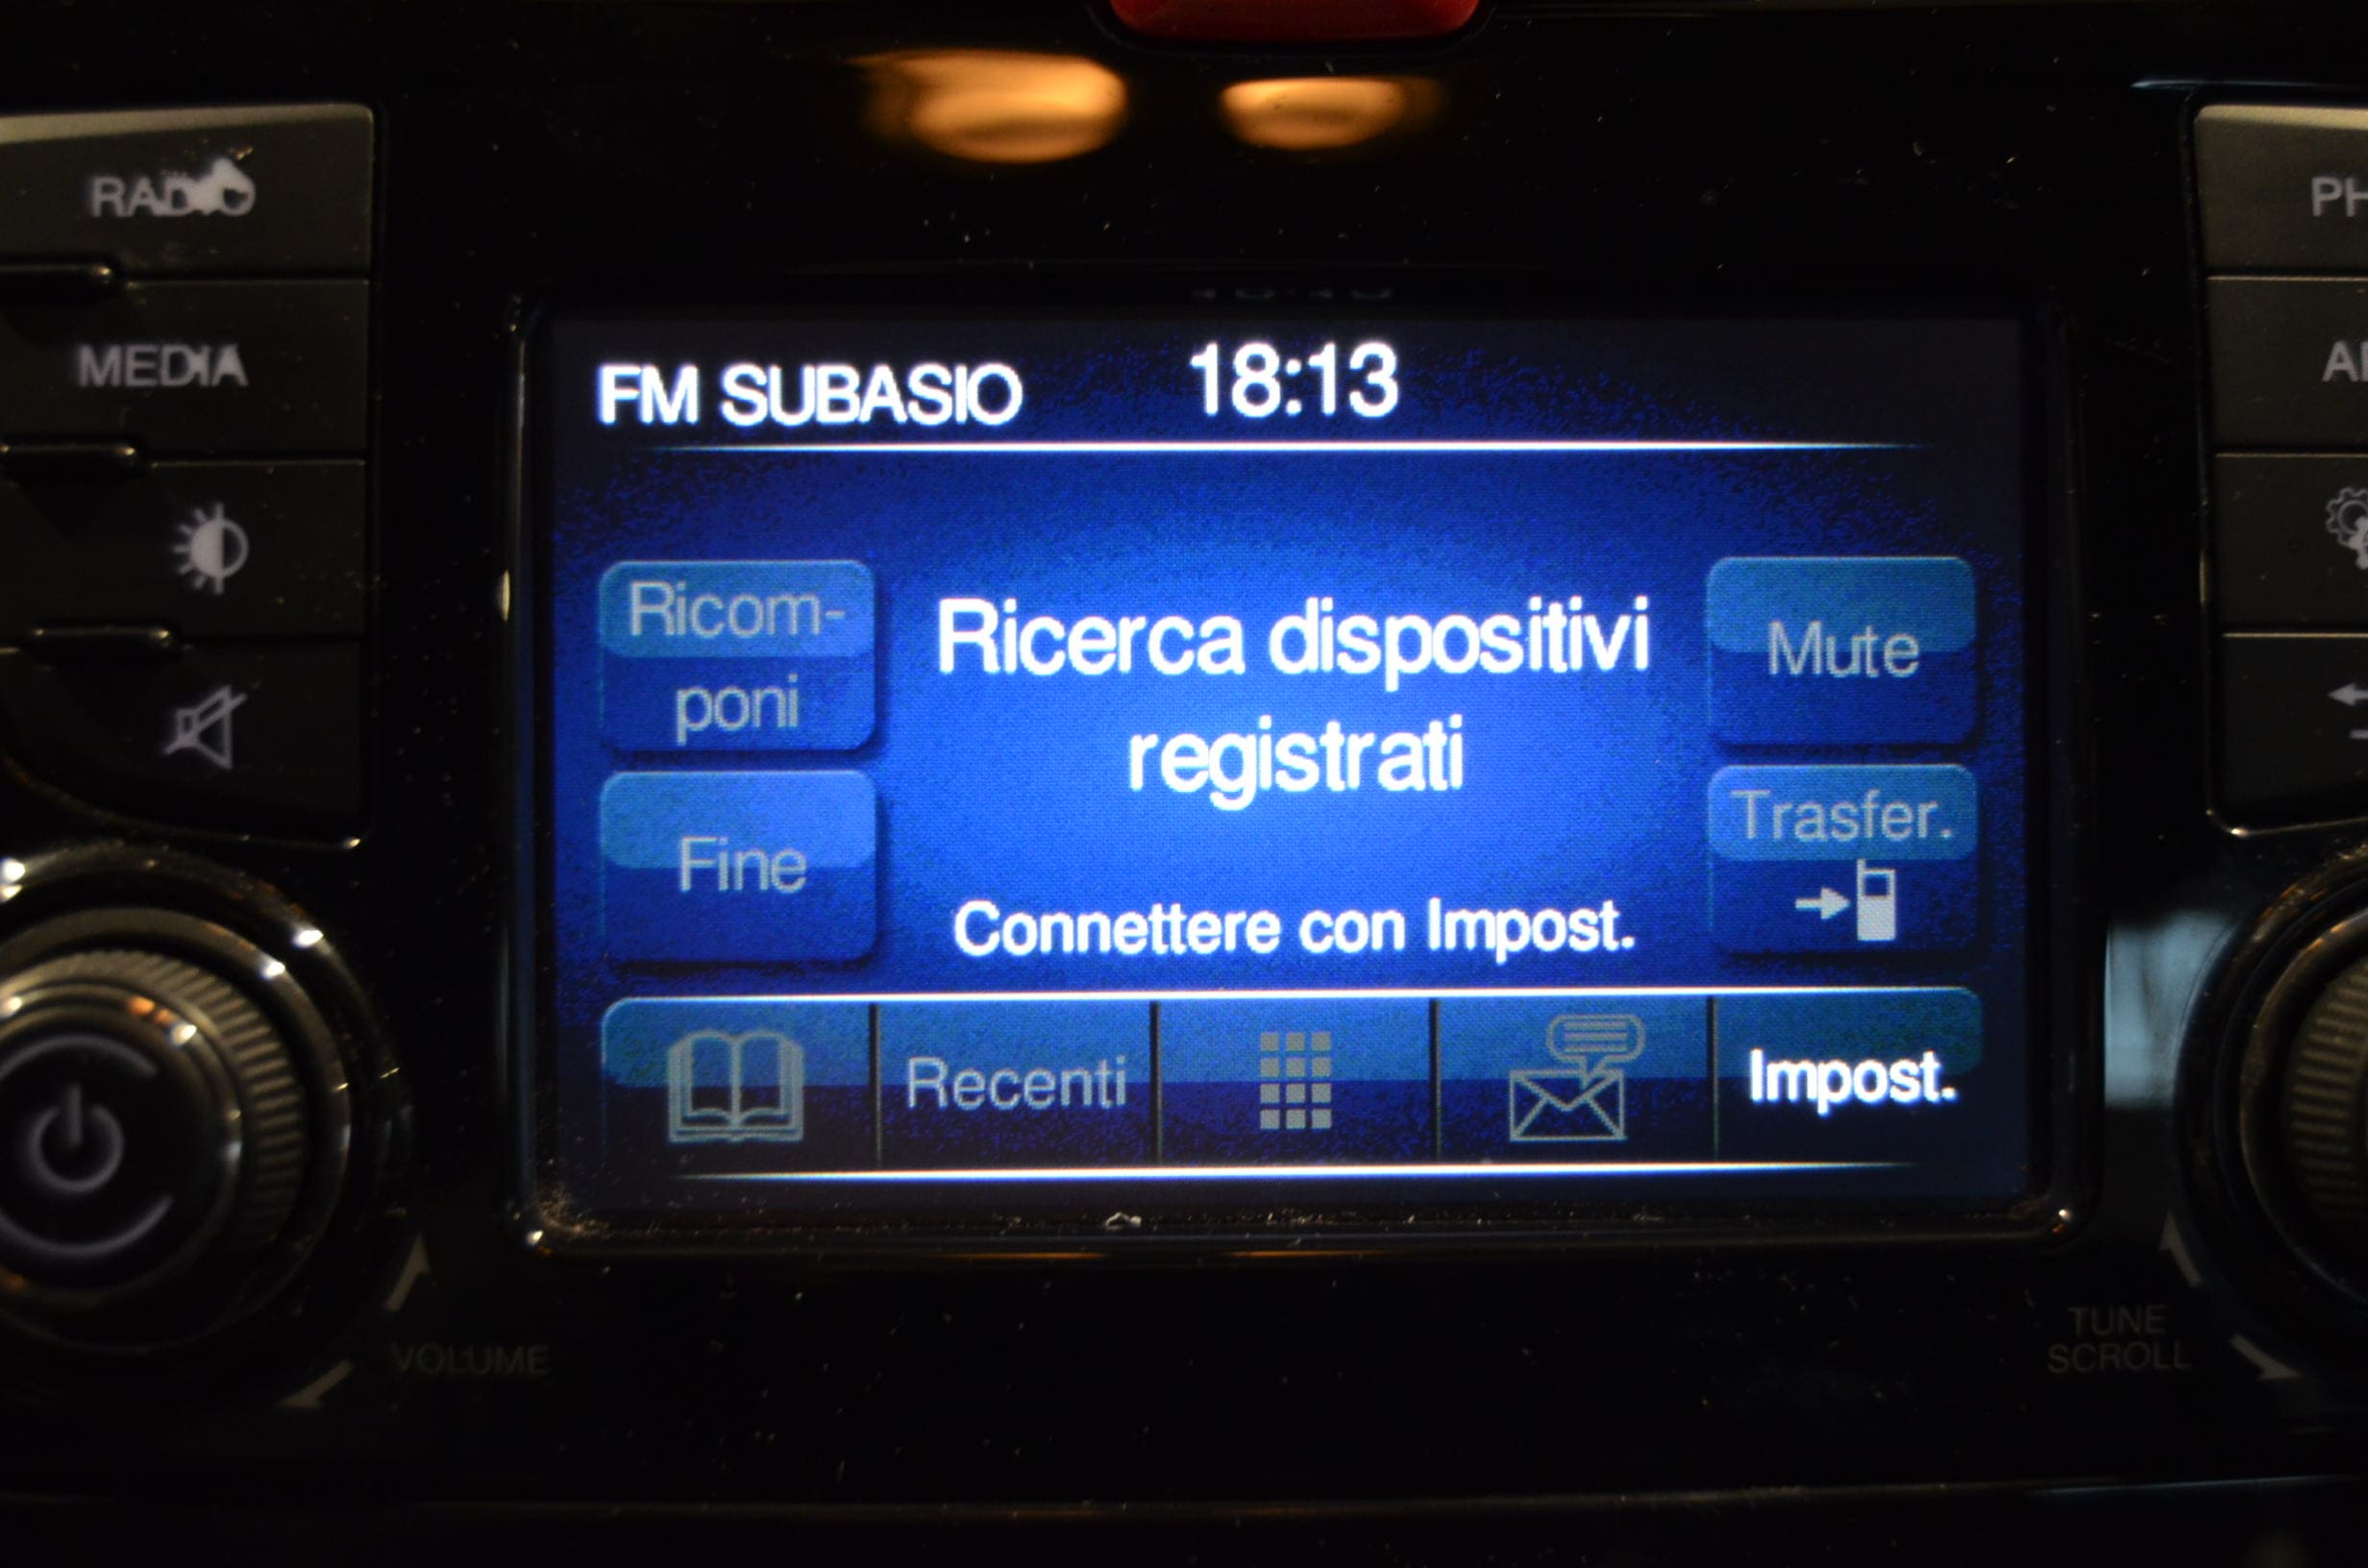 RADIO
MEDIA
PH
FM SUBASIO 18:13
Ricom-
poni
Ricerca dispositivi
registrati
Mute
Fine
Trasfer.
Connettere con Impost.
Recenti
Impost.
VOLUME
TUNE
SCROLL